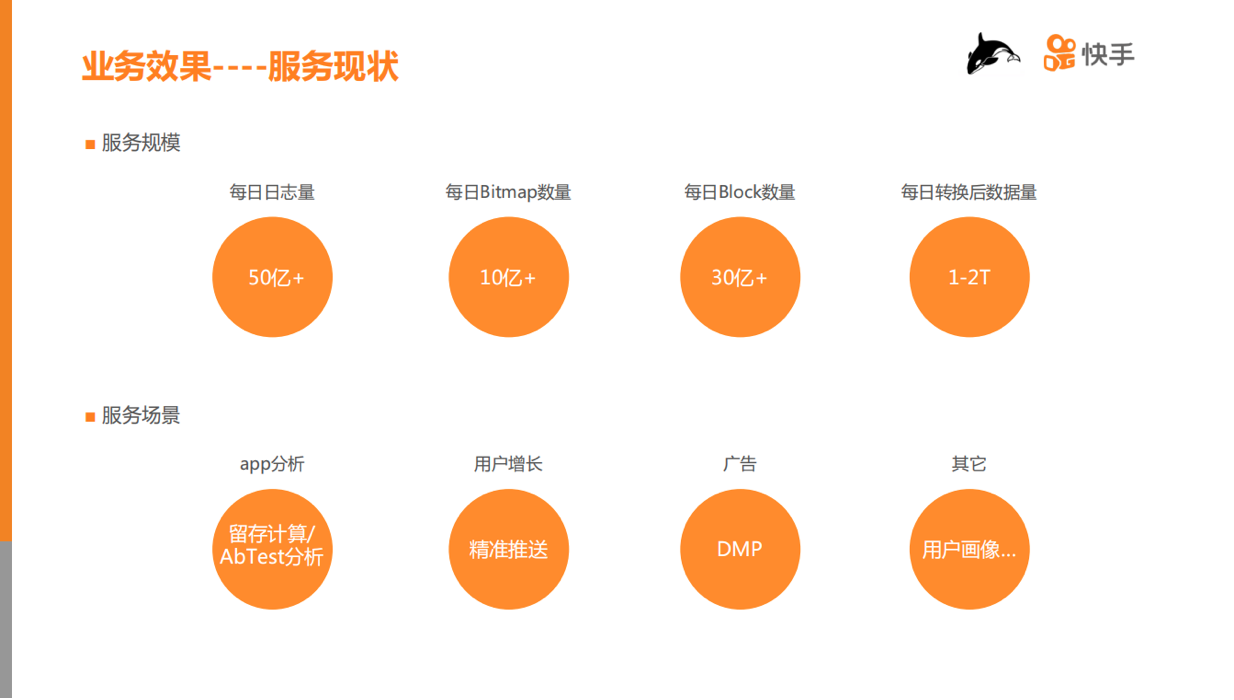 业务效果----服务现状
快手
■ 服务规模
每日日志量
每日Bitmap数量
每日Block数量
每日转换后数据量
50亿+
10亿+
30亿+
1-2T
■ 服务场景
app分析
用户增长
广告
其它
留存计算/
AbTest分析
精准推送
DMP
用户画像...